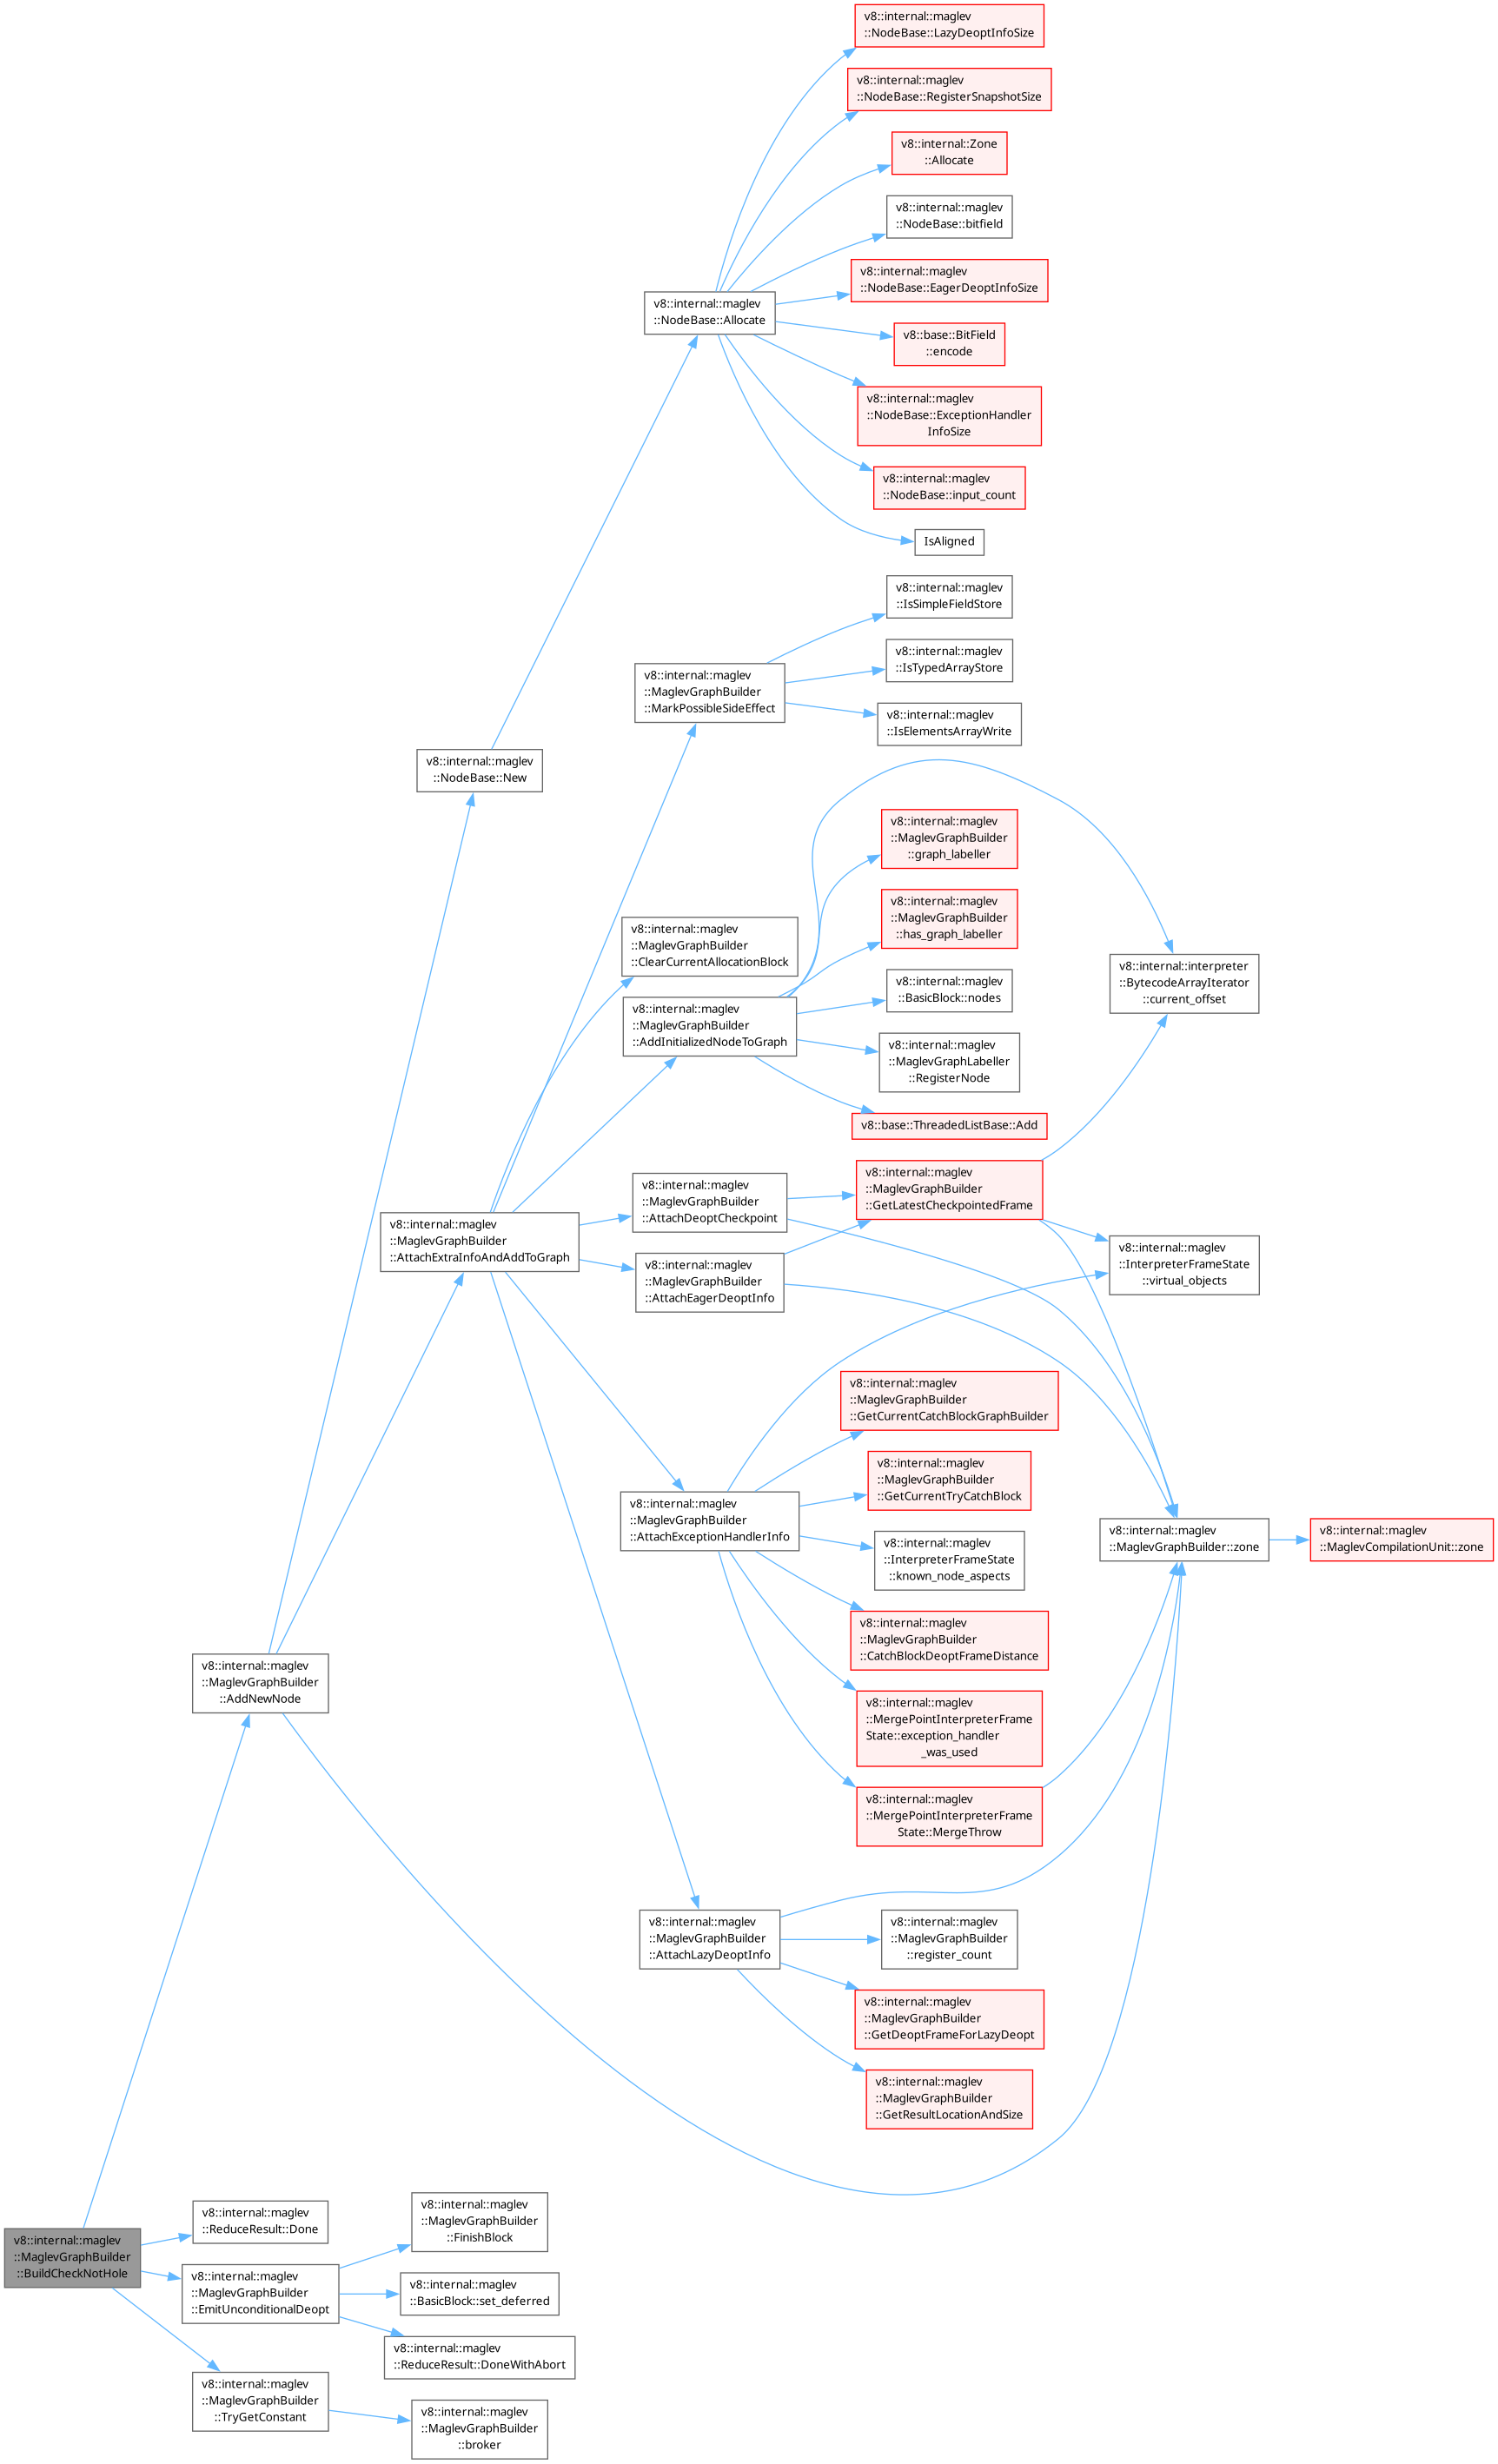 v8::internal::maglev
::NodeBase::LazyDeoptInfoSize
v8::internal::maglev
::NodeBase::RegisterSnapshotSize
v8::internal::Zone
::Allocate
v8::internal::maglev
::NodeBase::bitfield
v8::internal::maglev
::NodeBase::EagerDeoptInfoSize
v8::internal::maglev
::NodeBase::Allocate
v8::base::BitField
::encode
v8::internal::maglev
::NodeBase::ExceptionHandler
InfoSize
v8::internal::maglev
::NodeBase::input_count
IsAligned
v8::internal::maglev
::IsSimpleFieldStore
v8::internal::maglev
::IsTypedArrayStore
v8::internal::maglev
::MaglevGraphBuilder
::MarkPossibleSideEffect
v8::internal::maglev
::IsElementsArrayWrite
v8::internal::maglev
::NodeBase::New
v8::internal::maglev
::MaglevGraphBuilder
::graph_labeller
v8::internal::maglev
::MaglevGraphBuilder
::has_graph_labeller
v8::internal::maglev
::MaglevGraphBuilder
::ClearCurrentAllocationBlock
v8::internal::interpreter
::BytecodeArrayIterator
::current_offset
v8::internal::maglev
::BasicBlock::nodes
v8::internal::maglev
::MaglevGraphBuilder
::AddInitializedNodeToGraph
v8::internal::maglev
::MaglevGraphLabeller
::RegisterNode
v8::base::ThreadedListBase::Add
v8::internal::maglev
::MaglevGraphBuilder
::GetLatestCheckpointedFrame
v8::internal::maglev
::MaglevGraphBuilder
::AttachDeoptCheckpoint
v8::internal::maglev
::MaglevGraphBuilder
::AttachExtraInfoAndAddToGraph
v8::internal::maglev
::MaglevGraphBuilder
::AttachEagerDeoptInfo
v8::internal::maglev
::InterpreterFrameState
::virtual_objects
v8::internal::maglev
::MaglevGraphBuilder
::GetCurrentCatchBlockGraphBuilder
v8::internal::maglev
::MaglevGraphBuilder
::GetCurrentTryCatchBlock
v8::internal::maglev
::MaglevGraphBuilder
::AttachExceptionHandlerInfo
v8::internal::maglev
::InterpreterFrameState
::known_node_aspects
v8::internal::maglev
::MaglevGraphBuilder::zone
v8::internal::maglev
::MaglevCompilationUnit::zone
v8::internal::maglev
::MaglevGraphBuilder
::CatchBlockDeoptFrameDistance
v8::internal::maglev
::MaglevGraphBuilder
::AddNewNode
v8::internal::maglev
::MergePointInterpreterFrame
State::exception_handler
_was_used
v8::internal::maglev
::MergePointInterpreterFrame
State::MergeThrow
v8::internal::maglev
::MaglevGraphBuilder
::AttachLazyDeoptInfo
v8::internal::maglev
::MaglevGraphBuilder
::register_count
v8::internal::maglev
::MaglevGraphBuilder
::GetDeoptFrameForLazyDeopt
v8::internal::maglev
::MaglevGraphBuilder
::GetResultLocationAndSize
v8::internal::maglev
::MaglevGraphBuilder
::BuildCheckNotHole
v8::internal::maglev
::ReduceResult::Done
v8::internal::maglev
::MaglevGraphBuilder
::FinishBlock
v8::internal::maglev
::MaglevGraphBuilder
::EmitUnconditionalDeopt
v8::internal::maglev
::BasicBlock::set_deferred
v8::internal::maglev
::ReduceResult::DoneWithAbort
v8::internal::maglev
::MaglevGraphBuilder
::TryGetConstant
v8::internal::maglev
::MaglevGraphBuilder
::broker